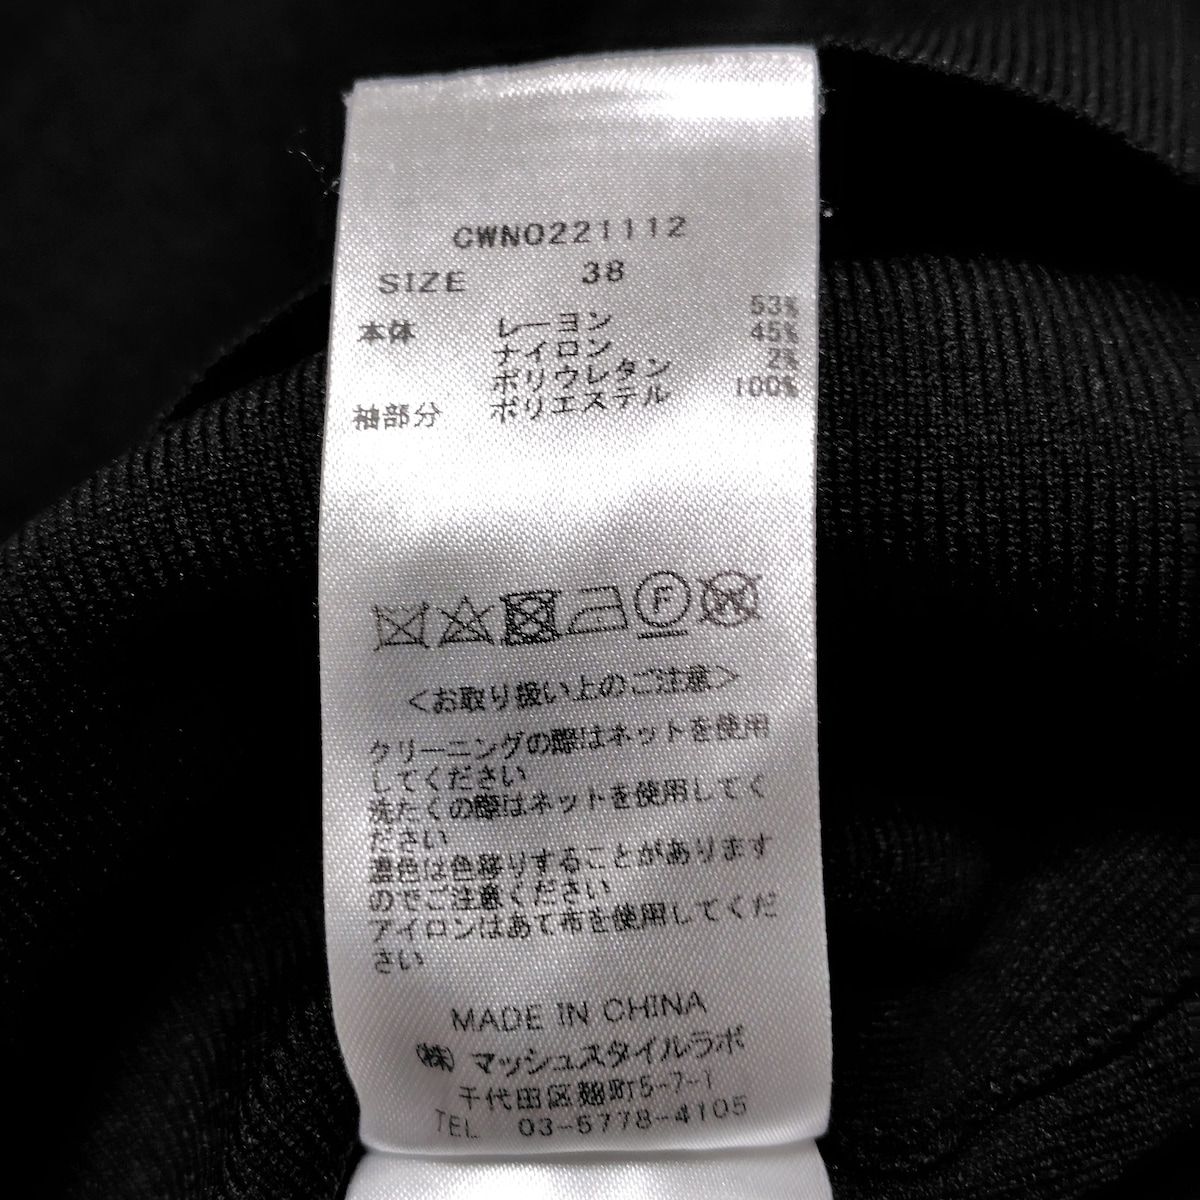 CWNO221112
SIZE 38
本体 レーヨン 53%
ナイロン 45%
ポリウレタン 2%
袖部分 ポリエステル 100%
F W
<お取り扱い上のご注意>
クリーニングの際はネットを使用
してください
洗たくの際はネットを使用してく
ださい
濃色は色移りすることがあります
のでご注意ください
アイロンはあて布を使用してくだ
さい
MADE IN CHINA
(株)マッシュスタイルラボ
千代田区麹町5-7-1
TEL 03-5778-4105